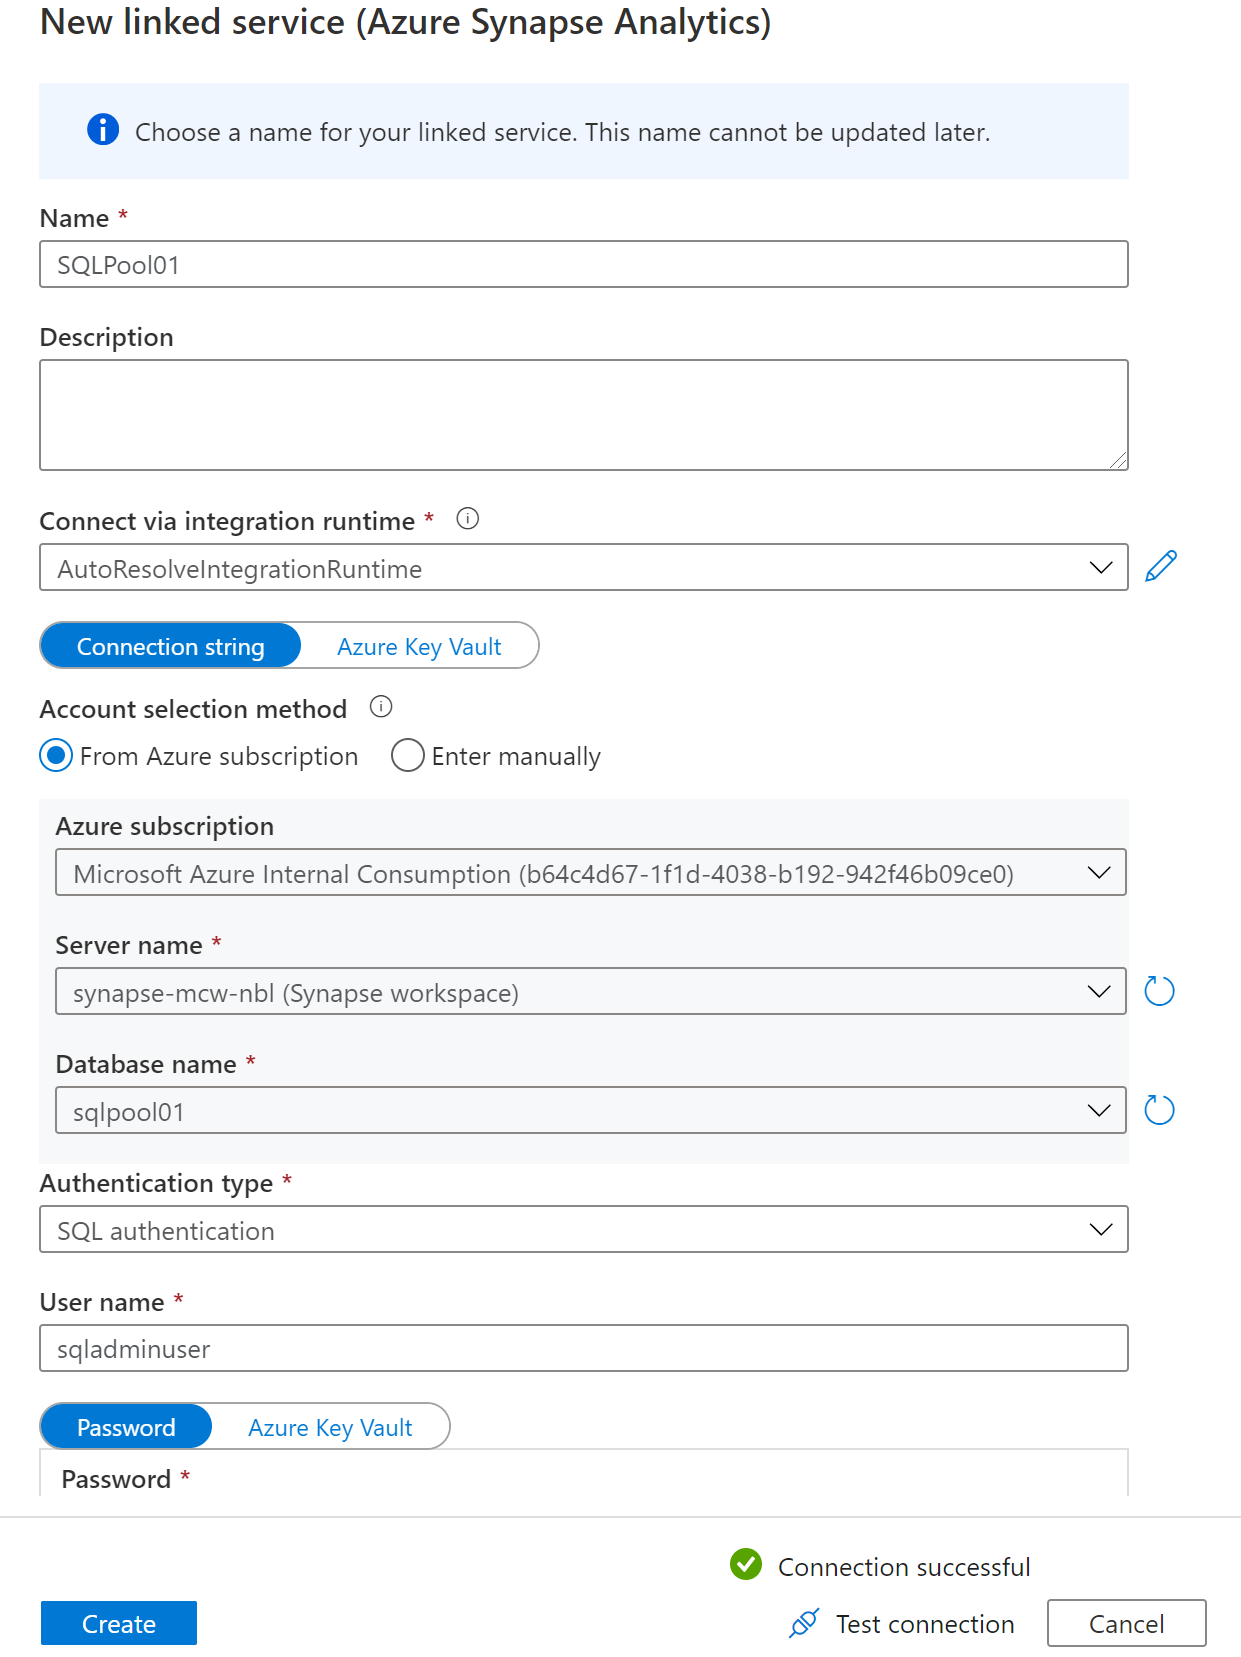 New linked service (Azure Synapse Analytics)
Choose a name for your linked service. This name cannot be updated later.
Name *
SQLPool01
Description
Connect via integration runtime *
AutoResolveIntegrationRuntime
Connection string Azure Key Vault
Account selection method
From Azure subscription Enter manually
Azure subscription
Microsoft Azure Internal Consumption (b64c4d67-1f1d-4038-b192-942f46b09ce0)
Server name *
synapse-mcw-nbl (Synapse workspace)
Database name *
sqlpool01
Authentication type *
SQL authentication
User name *
sqladminuser
Password Azure Key Vault
Password *
Connection successful
Create Test connection Cancel